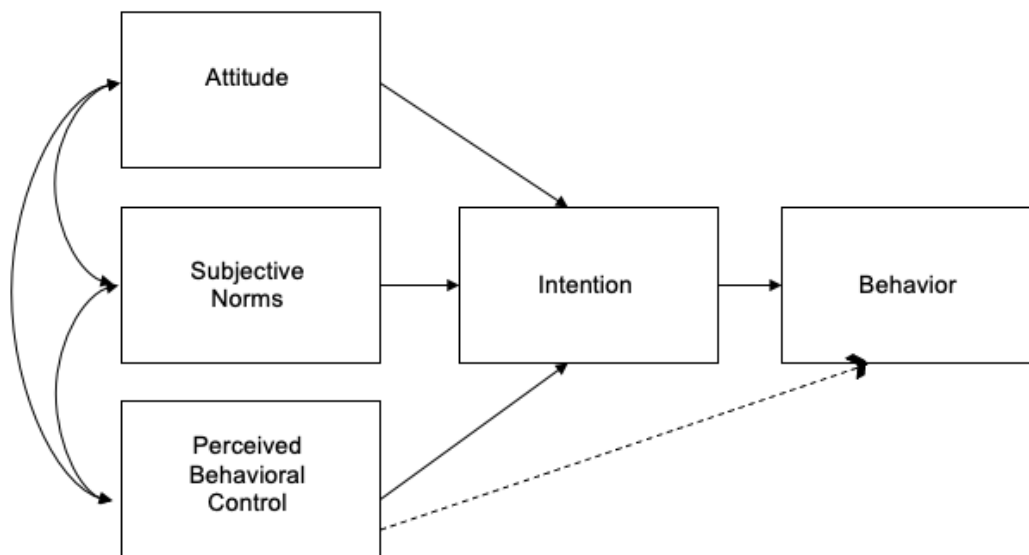 Attitude
Subjective
Norms
Intention
Behavior
Perceived
Behavioral
Control